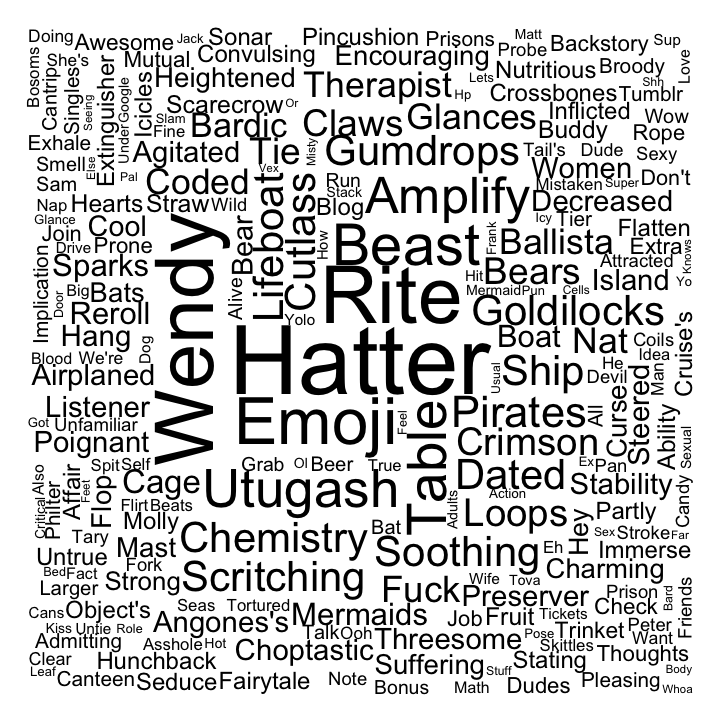 Doing
Awesome
Jack
Sonar
Pincushion
Prisons
Matt
Probe
Backstory
Sup
Love
Bosoms
Cantrip
She's
Singles
Seeing
Extinguisher
Mutual
Convulsing
Encouraging
Nutritious
Broody
UnderGoogle
Icicles
Heightened
Therapist
Lets
Hp
Crossbones
Tumblr
Shh
Scarecrow
Or
Slam
Fine
Bardic
Claws
Glances
Inflicted
Wow
Exhale
Else
Agitated
Tie
Misty
Gumdrops
Buddy
Rope
Tail's
Dude
Sexy
Smell
Sam
Pal
Coded
Vex
Run
Stack
Amplify
Women
Mistaken
Super
Don't
Nap
Hearts
Straw
Wild
Lifeboat
Cutlass
Blog
Decreased
Glance
Join
Cool
Icy
Tier
Flatten
Drive
Prone
Wendy
Bear
How
Beast
Frank
Ballista
Extra
Knows
Implication
Sparks
Alive
Rite
Hit
Bears
Attracted
Yo
Door
Big
Bats
MermaidPun
Cells
Island
Reroll
Yolo
Goldilocks
Hang
Dog
Hatter
Boat
Nat
Coils
Cruise's
Blood
We're
Usual
Ship
He
Idea
Airplaned
Devil
Man
Listener
Emoji
Feel
Pirates
All
Curse
Steered
Got
Unfamiliar
Table
Crimson
Ability
Sexual
Poignant
Critical
Also
Philter
Affair
Feet
Spit
Self
Grab
Ol
Beer
True
Dated
Ex
Pan
Cage
Utugash
Action
Stability
Candy
Flop
Flirt
Beats
Adults
Loops
Hey
Partly
Molly
Bat
Tary
Chemistry
Sex
Stroke
Far
Untrue
Mast
Soothing
Eh
Immerse
Bed
Fact
Fork
Scritching
Charming
Larger
Strong
Fuck
Wife
Tova
Preserver
Prison
Bard
Friends
Cans
Object's
Seas
Tortured
Mermaids
Job
Fruit
Tickets
Check
Kiss
Untie
Role
Angones's
Talk
Ooh
Threesome
Pose
Trinket
Peter
Admitting
Asshole
Hot
Choptastic
Skittles
Want
Clear
Hunchback
Suffering
Stuff
Stating
Thoughts
Leaf
Canteen
Seduce
Fairytale
Note
Bonus
Math
Dudes
Pleasing
Body
Whoa